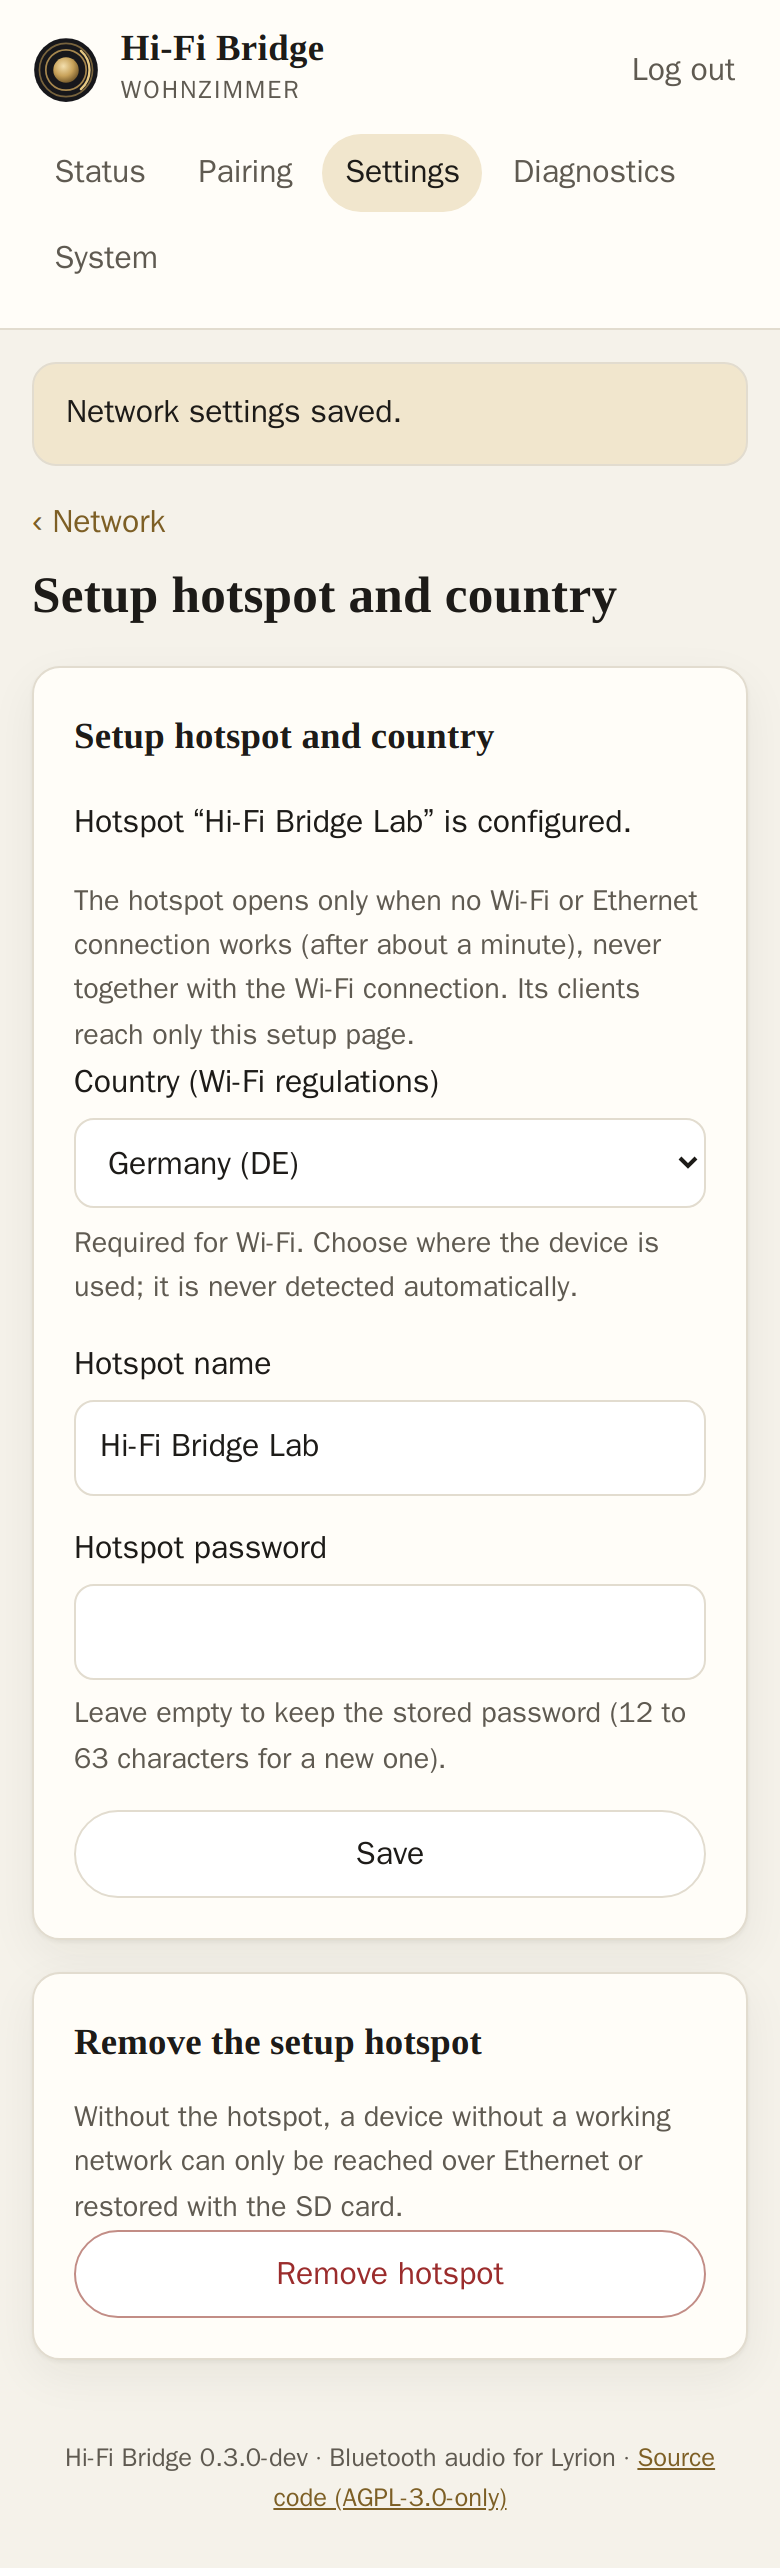 Hi-Fi Bridge
WOHNZIMMER
Log out
Status
Pairing
Settings
Diagnostics
System
Network settings saved.
‹ Network
Setup hotspot and country
Setup hotspot and country
Hotspot “Hi-Fi Bridge Lab” is configured.
The hotspot opens only when no Wi-Fi or Ethernet
connection works (after about a minute), never
together with the Wi-Fi connection. Its clients
reach only this setup page.
Country (Wi-Fi regulations)
Germany (DE)
Required for Wi-Fi. Choose where the device is
used; it is never detected automatically.
Hotspot name
Hi-Fi Bridge Lab
Hotspot password
Leave empty to keep the stored password (12 to
63 characters for a new one).
Save
Remove the setup hotspot
Without the hotspot, a device without a working
network can only be reached over Ethernet or
restored with the SD card.
Remove hotspot
Hi-Fi Bridge 0.3.0-dev · Bluetooth audio for Lyrion · Source
code (AGPL-3.0-only)